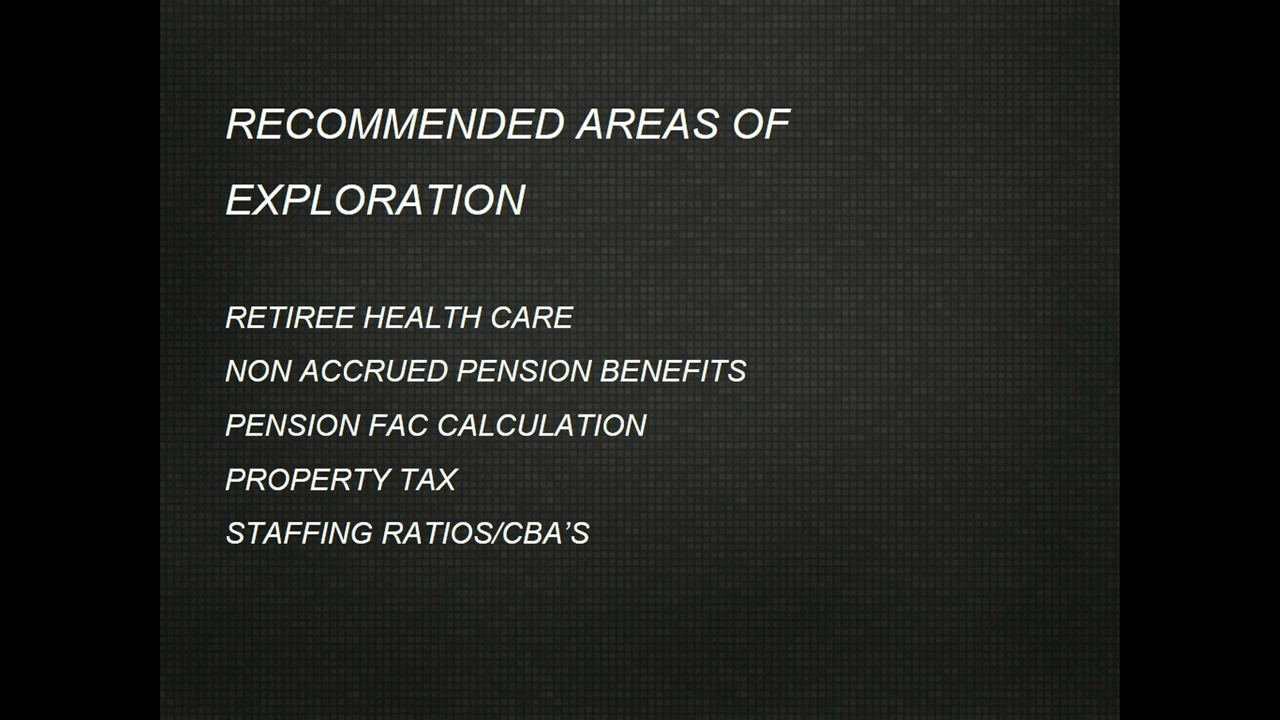 RECOMMENDED AREAS OF
EXPLORATION
RETIREE HEALTH CARE
NON ACCRUED PENSION BENEFITS
PENSION FAC CALCULATION
PROPERTY TAX
STAFFING RATIOS/CBA’S